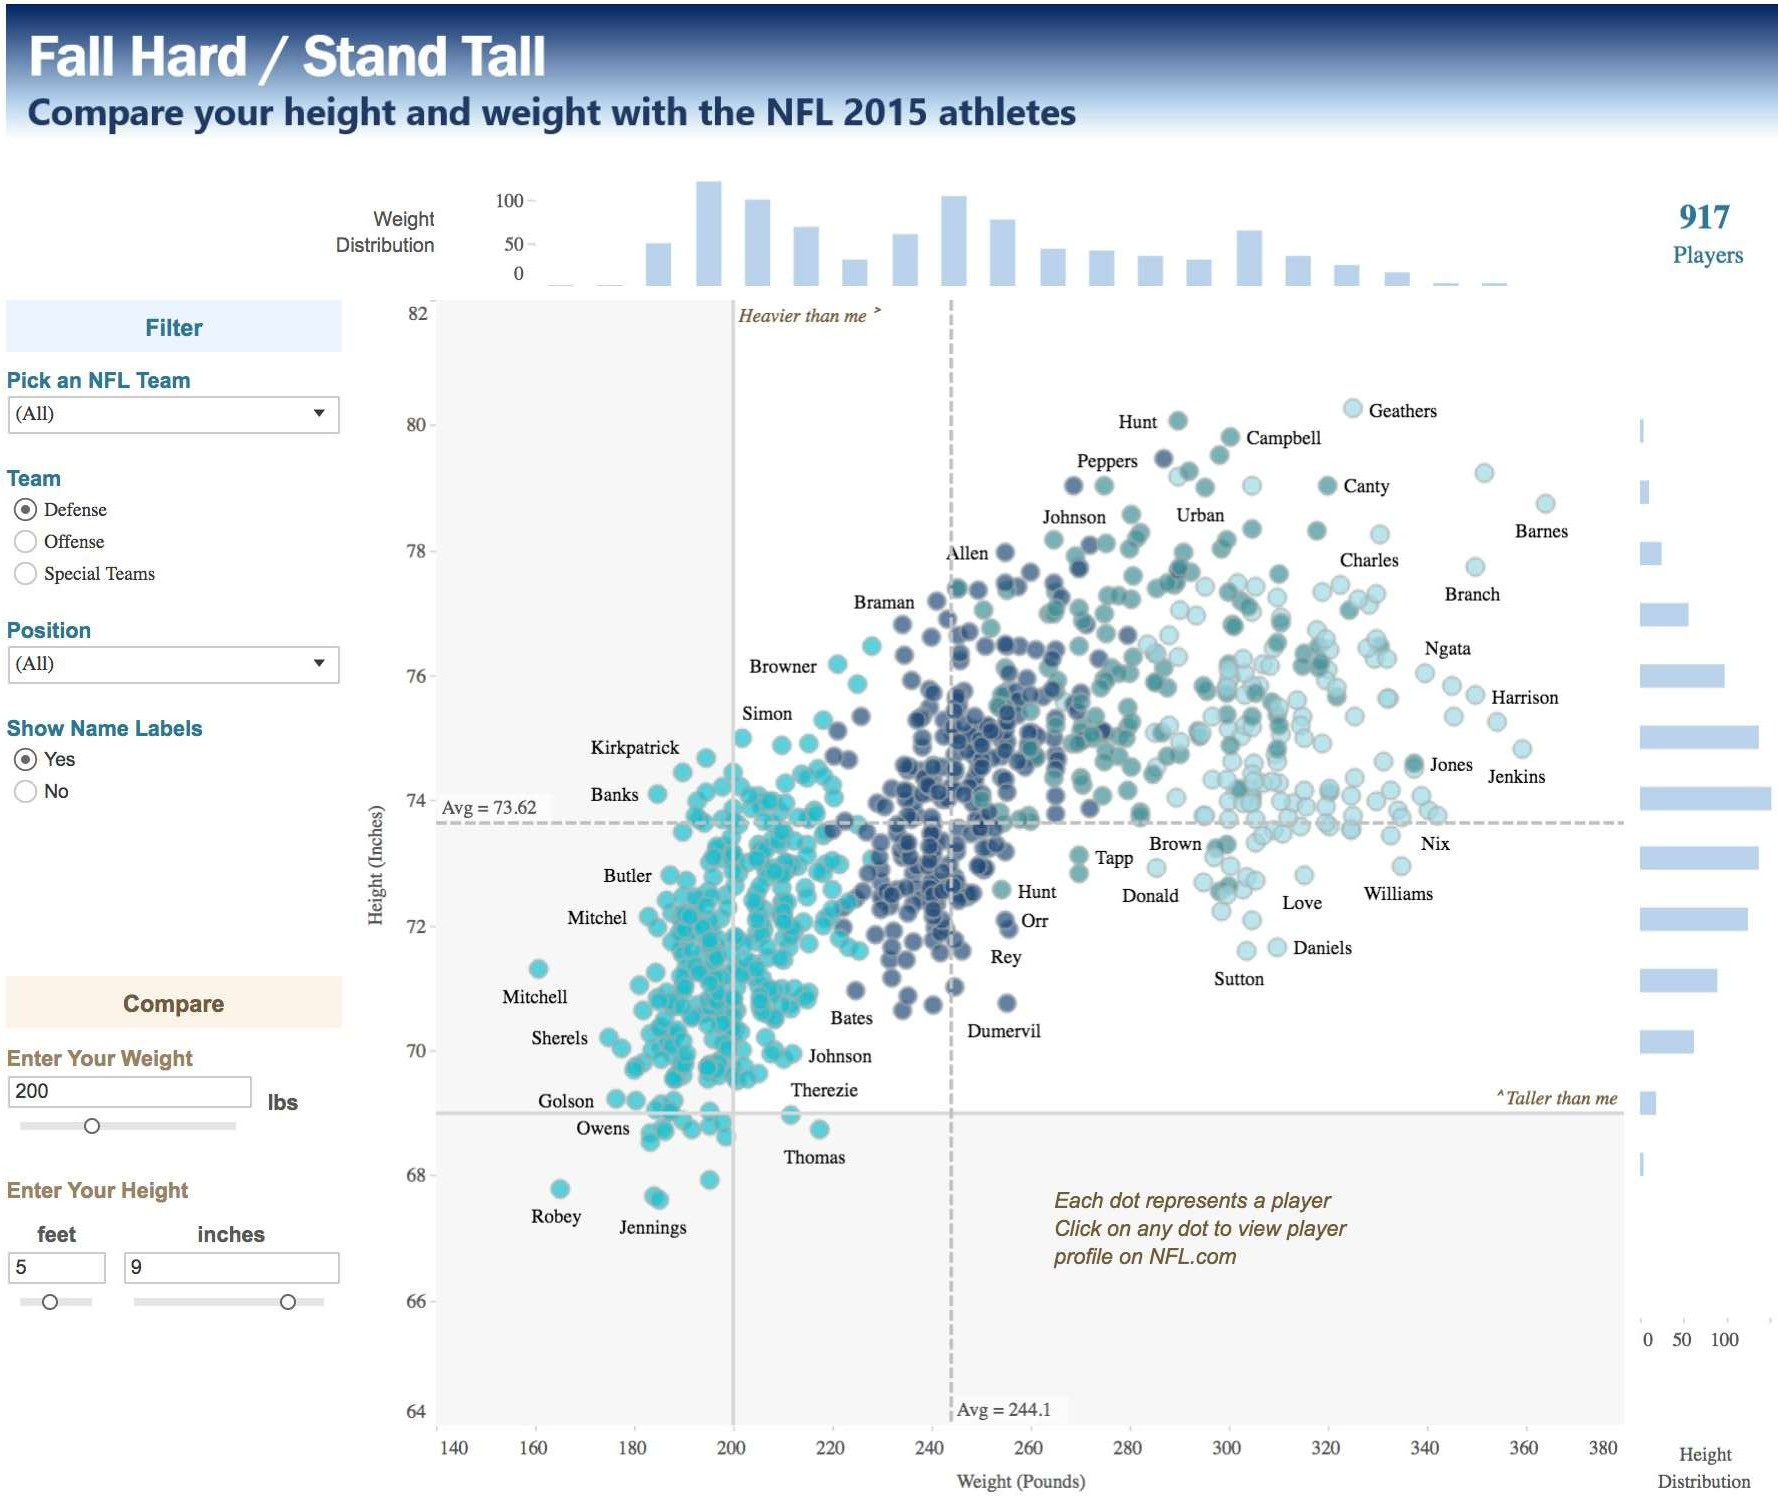 Fall Hard / Stand Tall
Compare your height and weight with the NFL 2015 athletes
Weight
Distribution
100
50
0
917
Players
Filter
Pick an NFL Team
(All)
Team
Defense
Offense
Special Teams
Position
(All)
Show Name Labels
Yes
No
Compare
Enter Your Weight
200
lbs
Enter Your Height
feet
inches
5
9
Height (Inches)
82
80
78
76
74
72
70
68
66
64
Heavier than me >
Hunt
Geathers
Campbell
Peppers
Canty
Johnson
Urban
Barnes
Allen
Charles
Branch
Braman
Ngata
Browner
Harrison
Simon
Kirkpatrick
Jones
Jenkins
Banks
Avg = 73.62
Brown
Nix
Tapp
Butler
Hunt
Donald
Love
Williams
Mitchel
Orr
Daniels
Rey
Sutton
Mitchell
Bates
Dumervil
Sherels
Johnson
Therezie
Golson
^Taller than me
Owens
Thomas
Robey
Jennings
Each dot represents a player
Click on any dot to view player
profile on NFL.com
Avg = 244.1
140
160
180
200
220
240
260
280
300
320
340
360
380
Weight (Pounds)
0
50
100
Height
Distribution